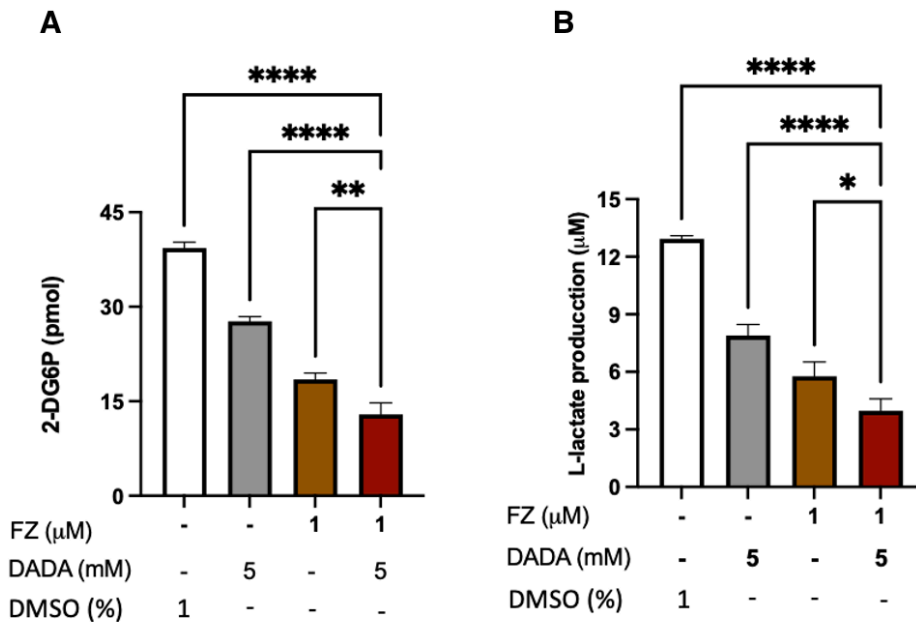 A
****
****
**
45
30
15
0
2-DG6P (pmol)
FZ (μM) - - 1 1
DADA (mM) - 5 - 5
DMSO (%) 1 - - -
B
****
****
*
15
12
9
6
3
0
L-lactate producction (μM)
FZ (μM) - - 1 1
DADA (mM) - 5 - 5
DMSO (%) 1 - - -